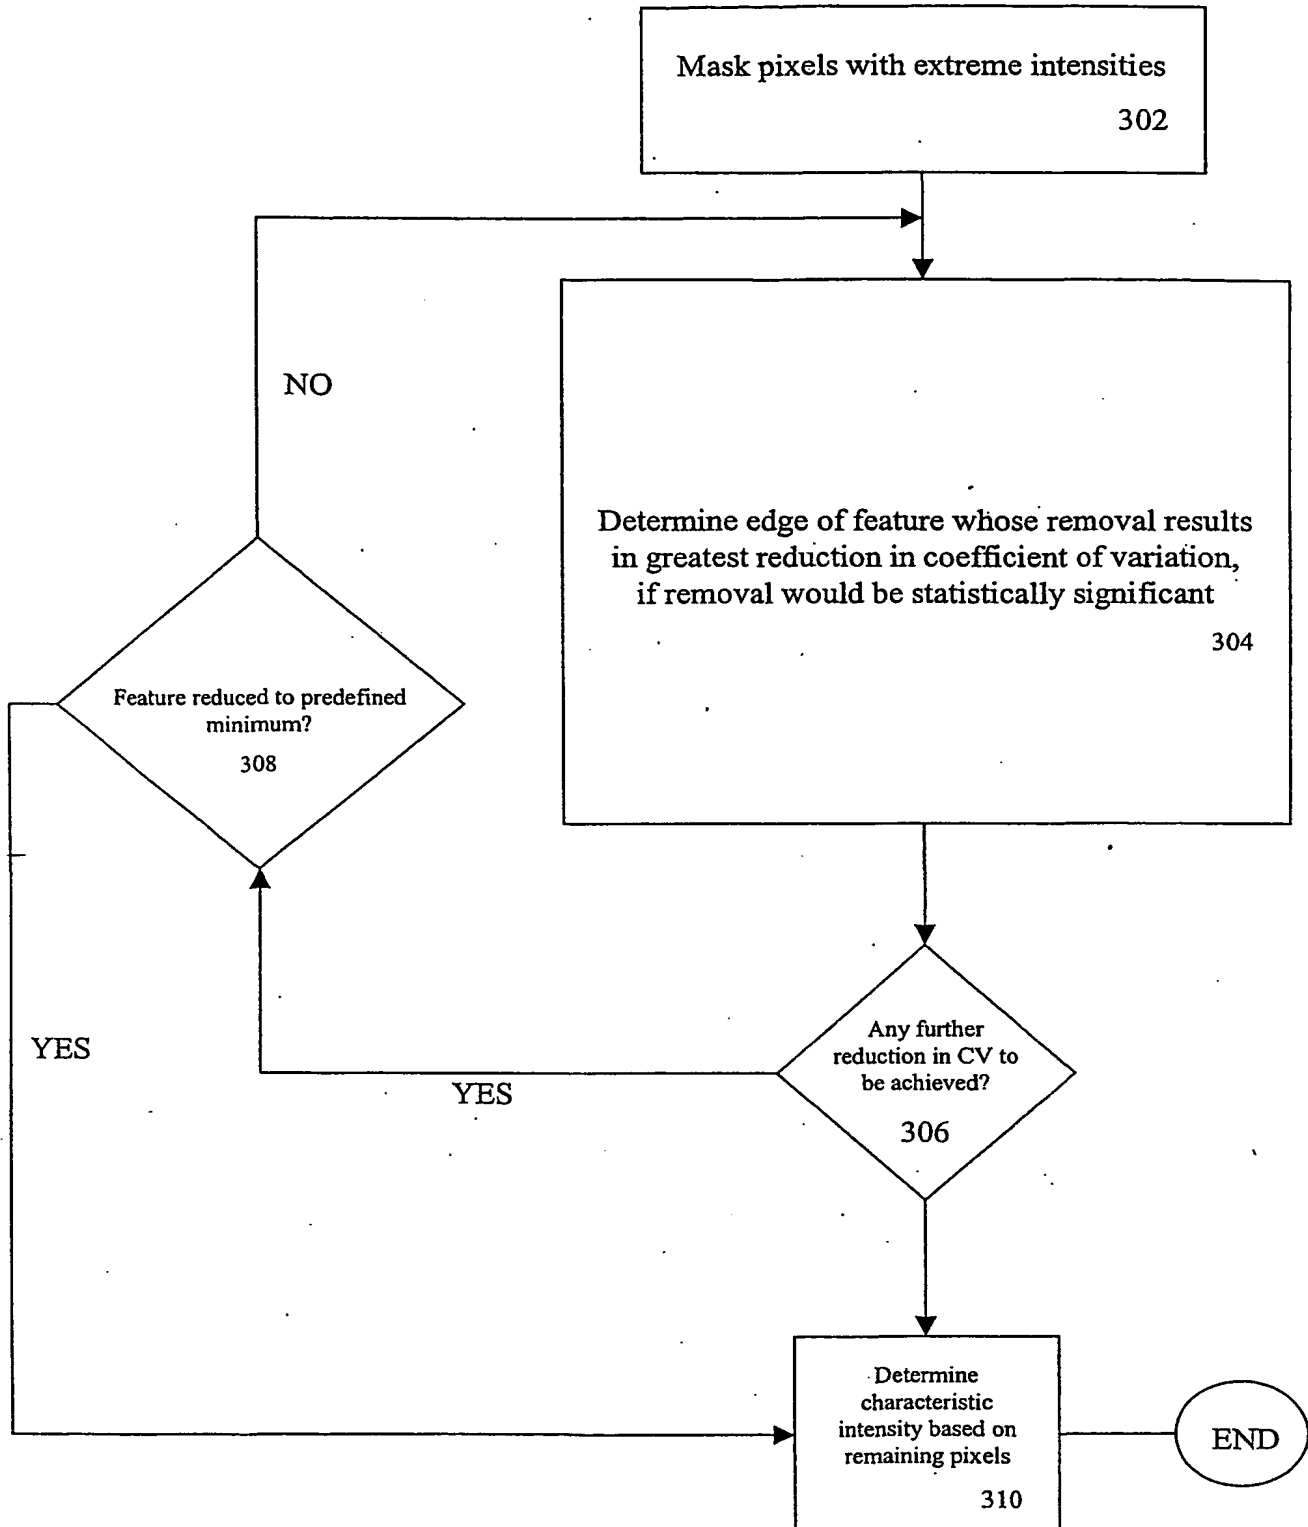 Mask pixels with extreme intensities
302
NO
Determine edge of feature whose removal results
in greatest reduction in coefficient of variation,
if removal would be statistically significant
304
Feature reduced to predefined
minimum?
308
YES
YES
Any further
reduction in CV to
be achieved?
306
Determine
characteristic
intensity based on
remaining pixels
310
END